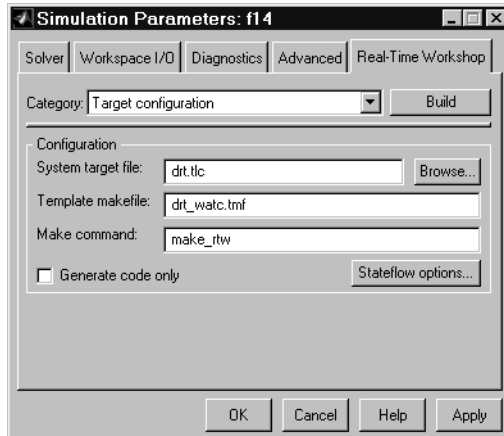 Simulation Parameters: f14
Solver Workspace I/O Diagnostics Advanced Real-Time Workshop
Category: Target configuration Build
Configuration
System target file: drt.tlc Browse...
Template makefile: drt_watc.tmf
Make command: make_rtw
Generate code only Stateflow options...
OK Cancel Help Apply